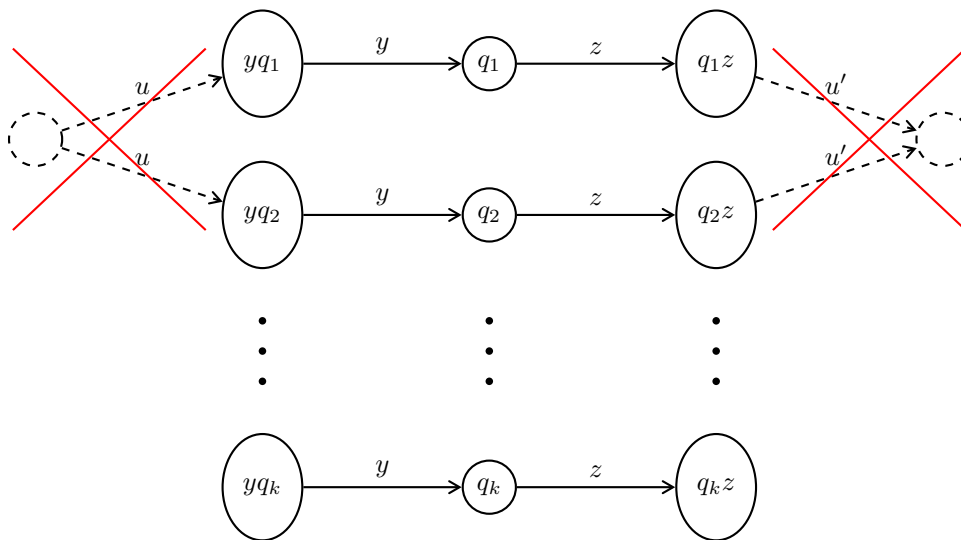 y z
u yq₁ q₁ q₁z u′
u u′
y z
yq₂ q₂ q₂z
y z
yqₖ qₖ qₖz